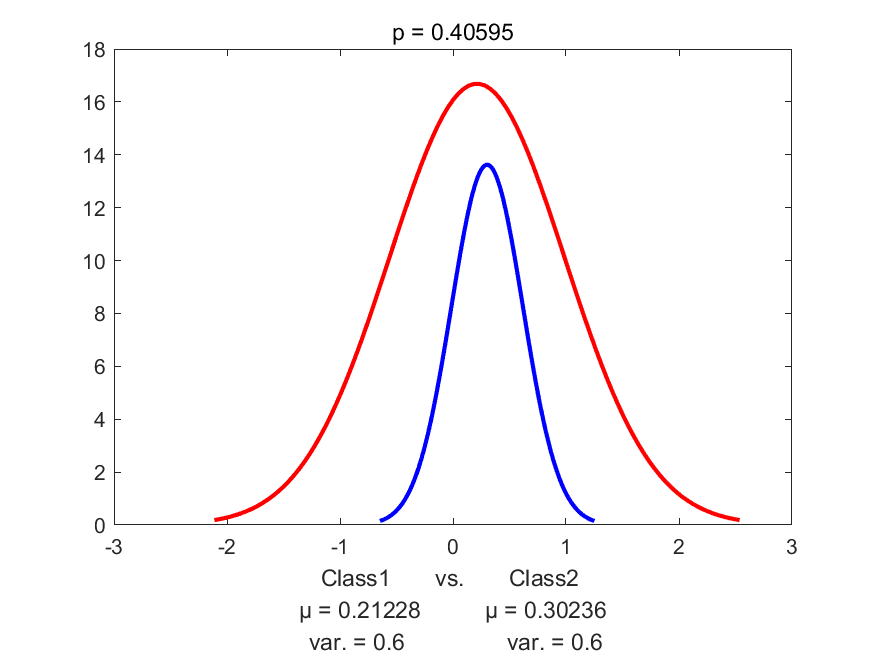 p = 0.40595
18
16
14
12
10
8
6
4
2
0
-3 -2 -1 0 1 2 3
Class1 vs. Class2
μ = 0.21228 μ = 0.30236
var. = 0.6 var. = 0.6